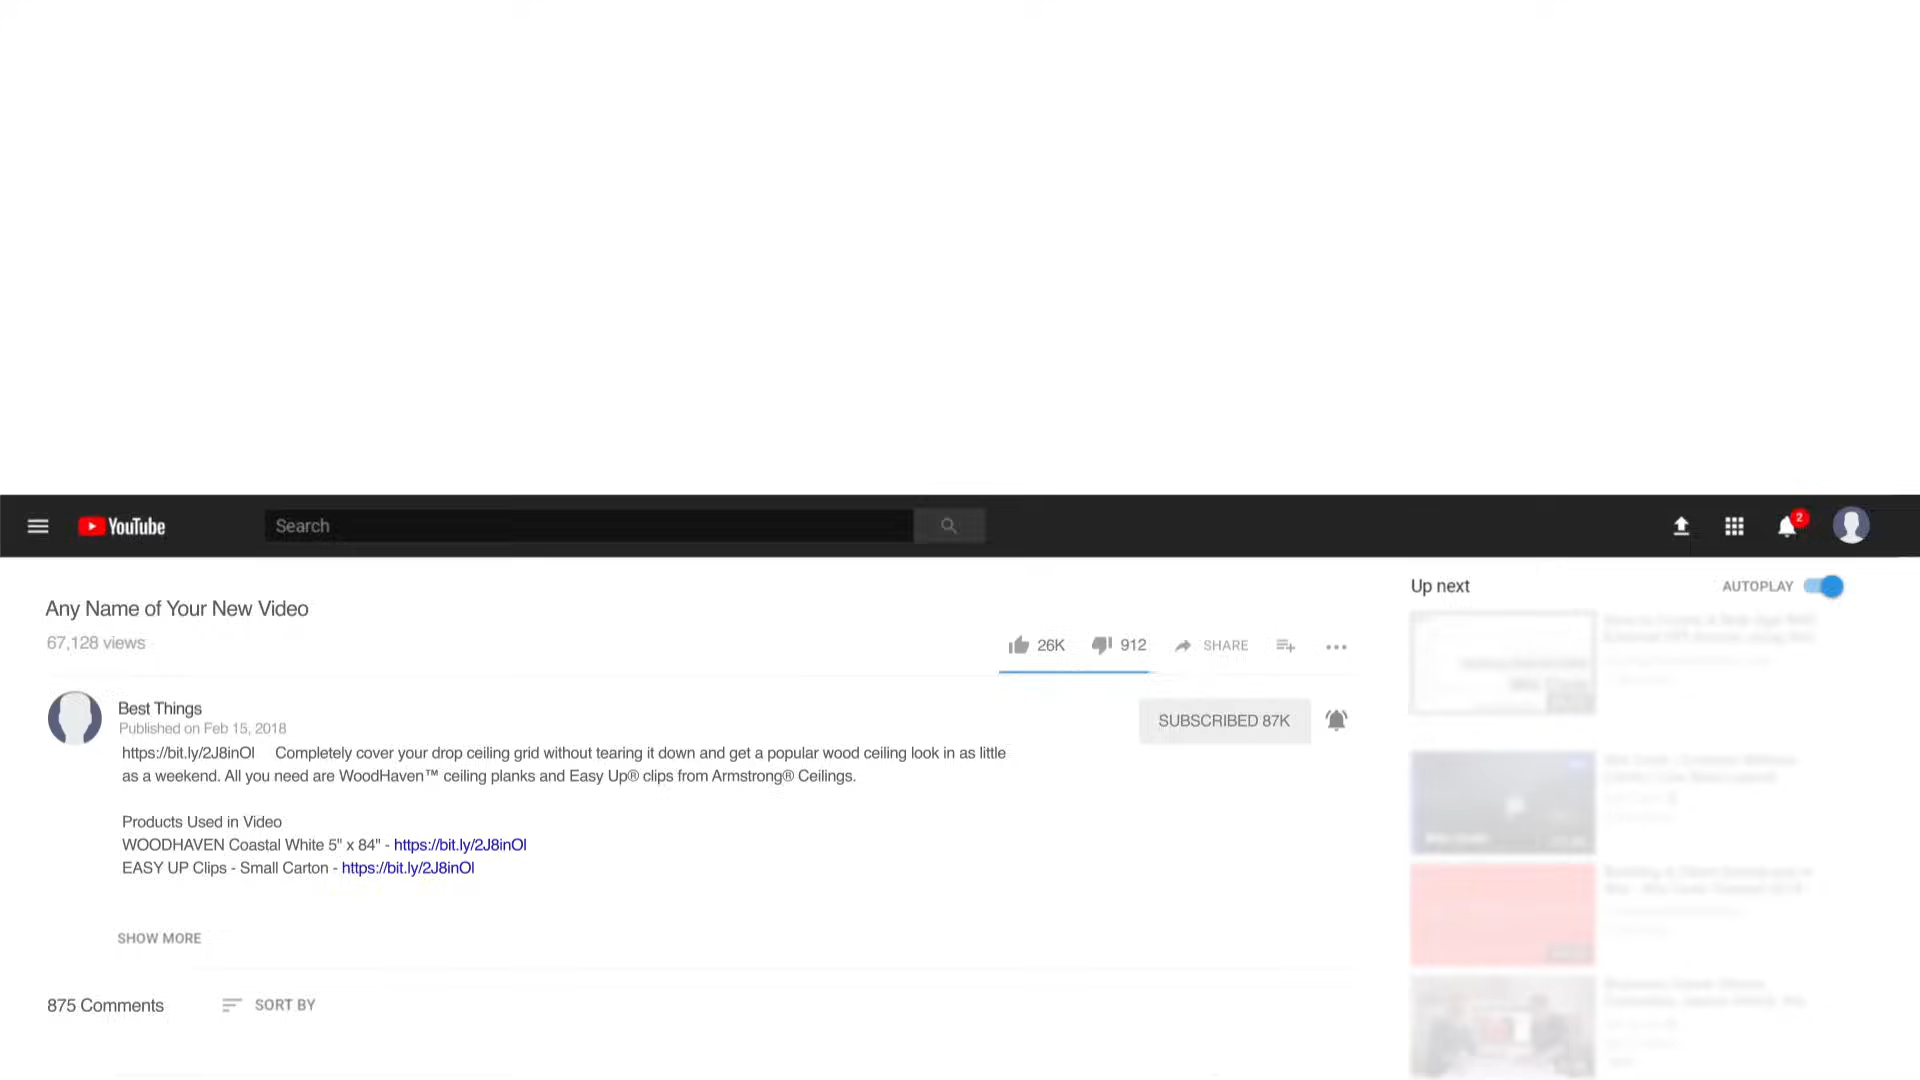 YouTube
Search
2
Up next
AUTOPLAY
Any Name of Your New Video
67,128 views
26K
912
SHARE
Best Things
Published on Feb 15, 2018
SUBSCRIBED 87K
https://bit.ly/2J8inOl Completely cover your drop ceiling grid without tearing it down and get a popular wood ceiling look in as little
as a weekend. All you need are WoodHaven™ ceiling planks and Easy Up® clips from Armstrong® Ceilings.
Products Used in Video
WOODHAVEN Coastal White 5" x 84" - https://bit.ly/2J8inOl
EASY UP Clips - Small Carton - https://bit.ly/2J8inOl
SHOW MORE
875 Comments
SORT BY